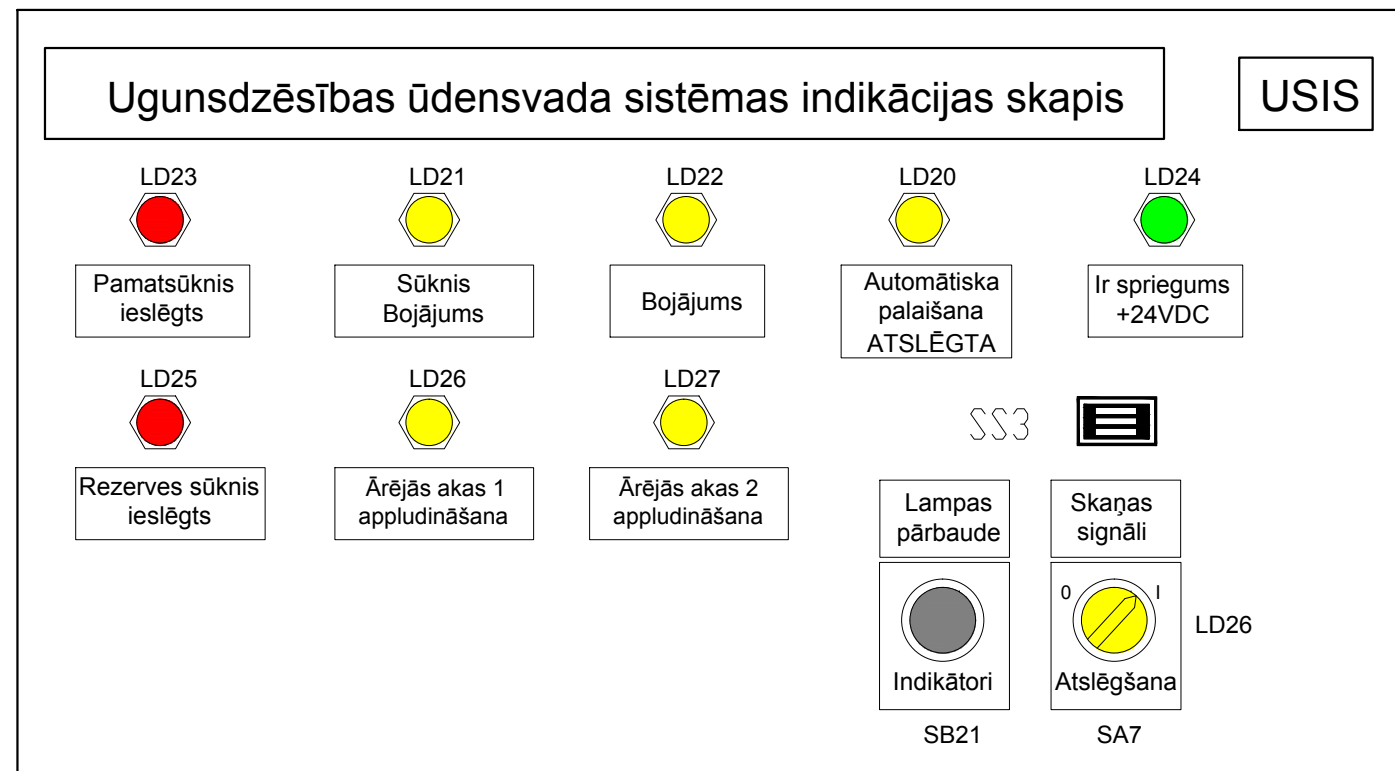 Ugunsdzēsības ūdensvada sistēmas indikācijas skapis
USIS
LD23
LD21
LD22
LD20
LD24
Pamatsūknis
ieslēgts
Sūknis
Bojājums
Bojājums
Automātiska
palaišana
ATSLĒGTA
Ir spriegums
+24VDC
LD25
LD26
LD27
SS3
Rezerves sūknis
ieslēgts
Ārējās akas 1
appludināšana
Ārējās akas 2
appludināšana
Lampas
pārbaude
Skaņas
signāli
0
I
LD26
Indikātori
Atslēgšana
SB21
SA7